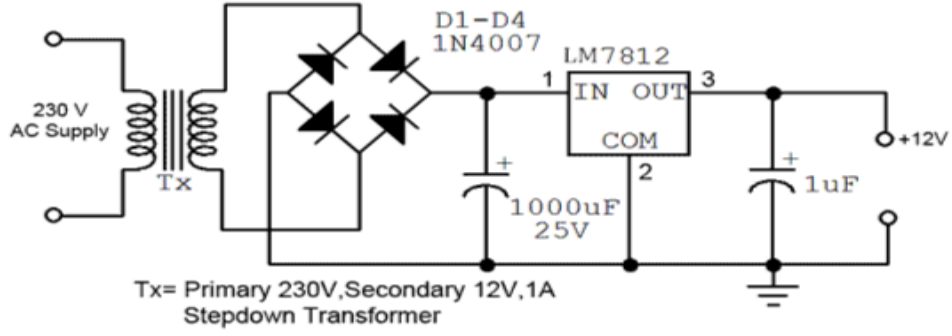 D1-D4
1N4007
LM7812
1
3
IN OUT
230 V
AC Supply
COM
+12V
2
Tx
+
+
1uF
1000uF
25V
Tx= Primary 230V,Secondary 12V,1A
Stepdown Transformer